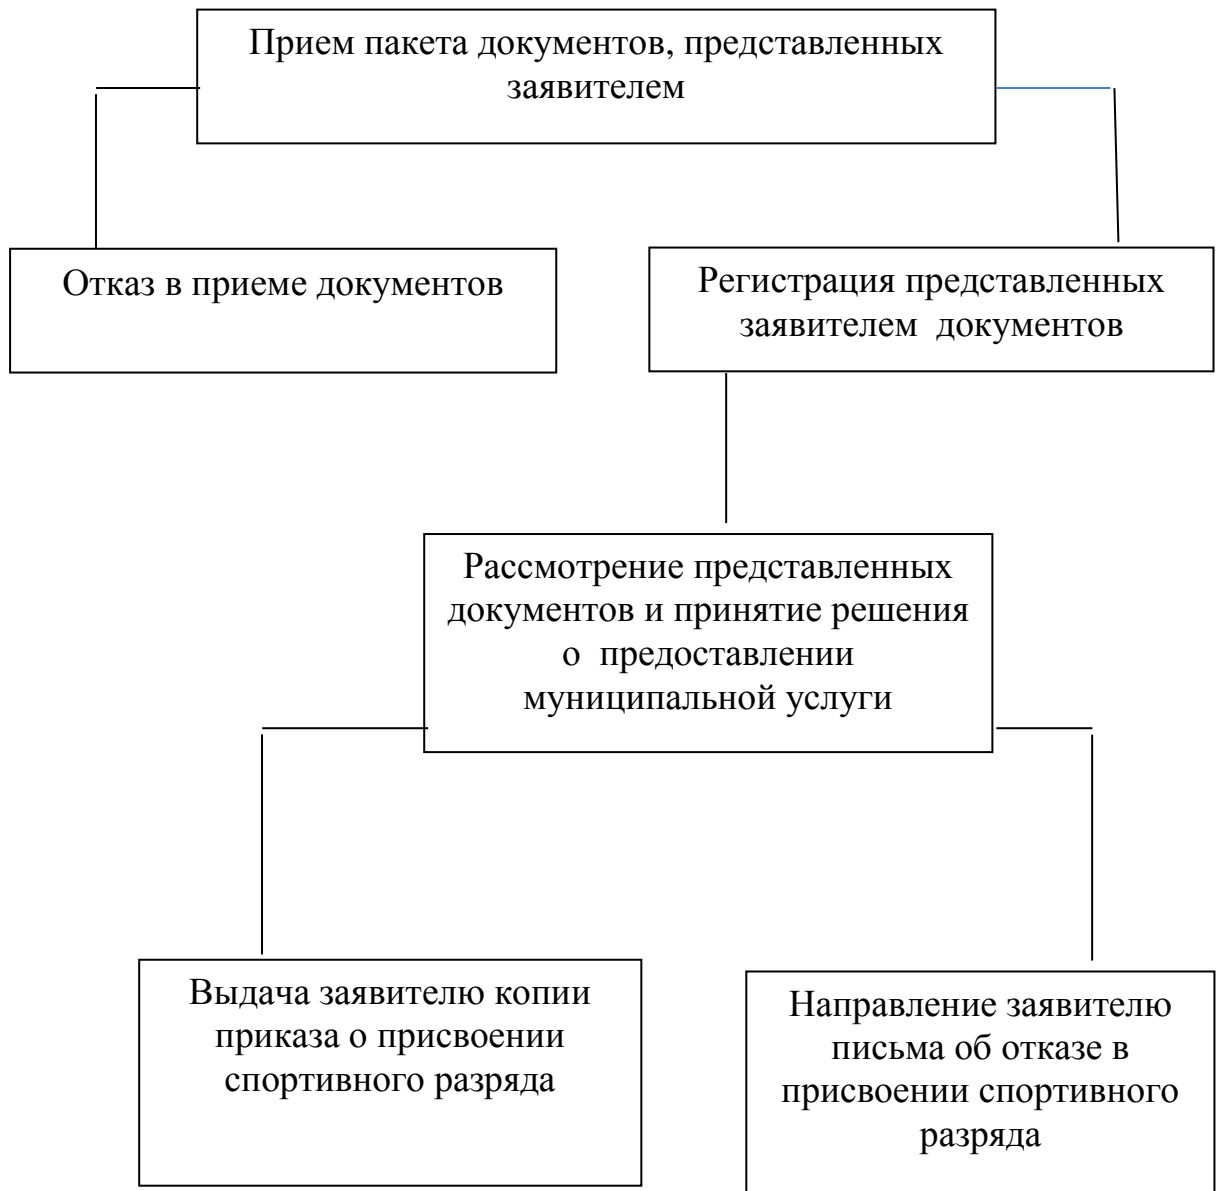 Прием пакета документов, представленных
заявителем
Отказ в приеме документов
Регистрация представленных
заявителем  документов
Рассмотрение представленных
документов и принятие решения
о  предоставлении
муниципальной услуги
Выдача заявителю копии
приказа о присвоении
спортивного разряда
Направление заявителю
письма об отказе в
присвоении спортивного
разряда